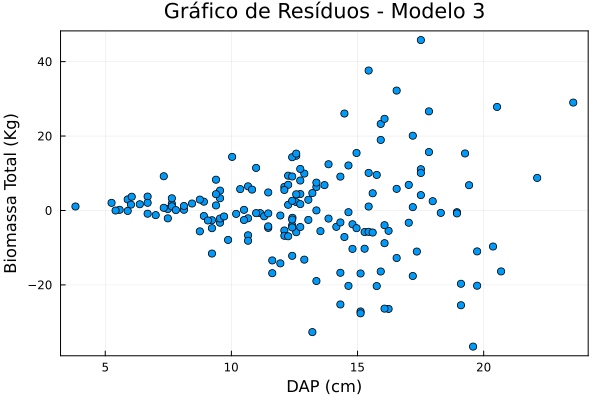 Gráfico de Resíduos - Modelo 3
Biomassa Total (Kg)
40
20
0
−20
5 10 15 20
DAP (cm)